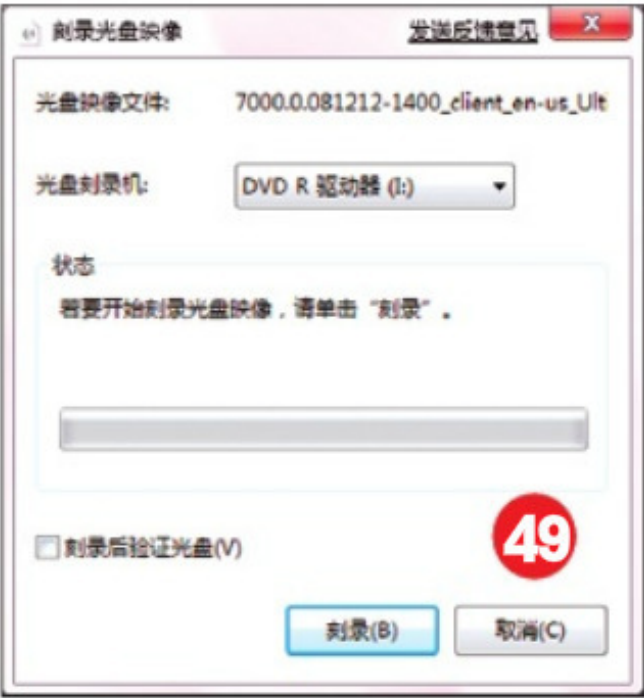 刻录光盘映像
发送反馈意见
光盘映像文件: 7000.0.081212-1400_client_en-us_Ult
光盘刻录机: DVD R 驱动器 (I:)
状态
若要开始刻录光盘映像，请单击“刻录”。
刻录后验证光盘(V)
49
刻录(B)
取消(C)